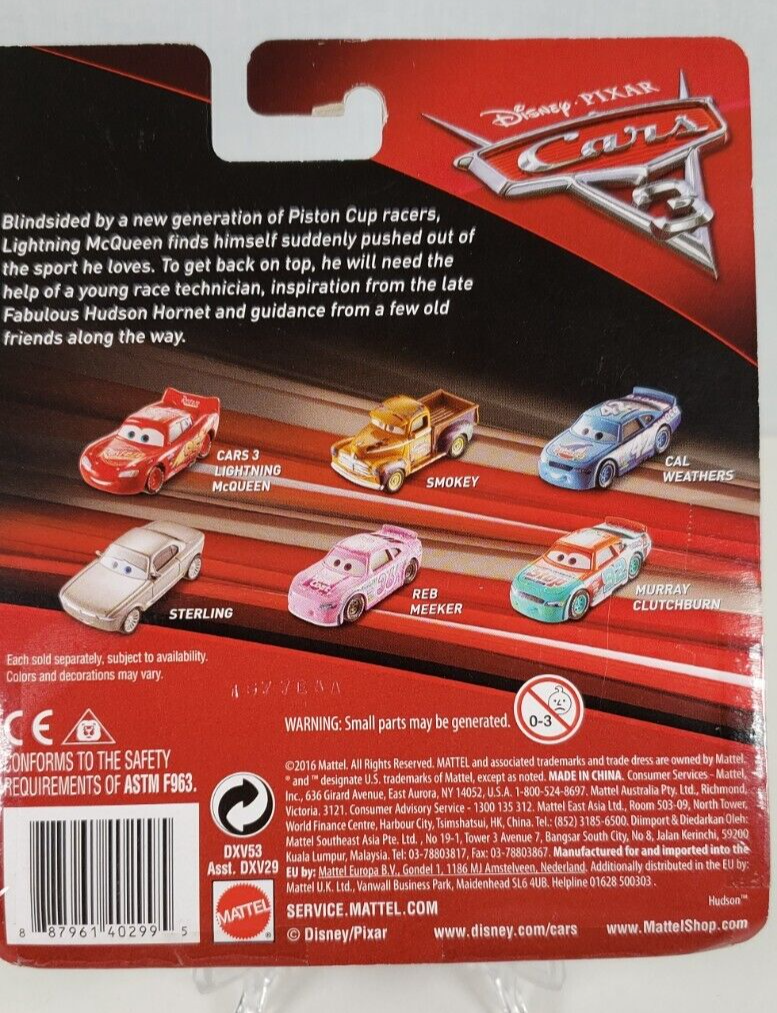 Disney·PIXAR
Cars
3
Blindsided by a new generation of Piston Cup racers,
Lightning McQueen finds himself suddenly pushed out of
the sport he loves. To get back on top, he will need the
help of a young race technician, inspiration from the late
Fabulous Hudson Hornet and guidance from a few old
friends along the way.
CARS 3
LIGHTNING
McQUEEN
SMOKEY
42
CAL
WEATHERS
STERLING
REB
MEEKER
MURRAY
CLUTCHBURN
Each sold separately, subject to availability.
Colors and decorations may vary.
WARNING: Small parts may be generated.
0-3
CE
CONFORMS TO THE SAFETY
REQUIREMENTS OF ASTM F963.
©2016 Mattel. All Rights Reserved. MATTEL and associated trademarks and trade dress are owned by Mattel.
® and ™ designate U.S. trademarks of Mattel, except as noted. MADE IN CHINA. Consumer Services - Mattel,
Inc., 636 Girard Avenue, East Aurora, NY 14052, U.S.A. 1-800-524-8697. Mattel Australia Pty. Ltd., Richmond,
Victoria. 3121. Consumer Advisory Service - 1300 135 312. Mattel East Asia Ltd., Room 503-09, North Tower,
World Finance Centre, Harbour City, Tsimshatsui, HK, China. Tel.: (852) 3185-6500. Diimport & Diedarkan Oleh:
Mattel Southeast Asia Pte. Ltd., No 19-1, Tower 3 Avenue 7, Bangsar South City, No 8, Jalan Kerinchi, 59200
Kuala Lumpur, Malaysia. Tel: 03-78803817, Fax: 03-78803867. Manufactured for and imported into the
EU by: Mattel Europa B.V., Gondel 1, 1186 MJ Amstelveen, Nederland. Additionally distributed in the EU by:
Mattel U.K. Ltd., Vanwall Business Park, Maidenhead SL6 4UB. Helpline 01628 500303.
DXV53
Asst. DXV29
MATTEL
8 87961 40299 5
SERVICE.MATTEL.COM
Hudson™
© Disney/Pixar www.disney.com/cars www.MattelShop.com